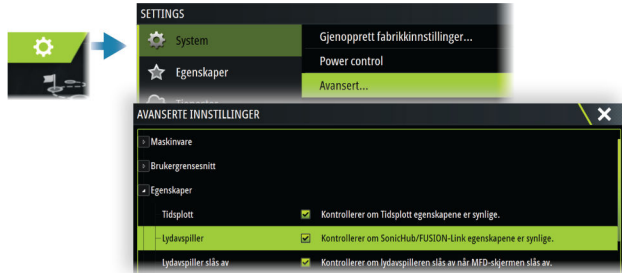 SETTINGS
System
Gjenopprett fabrikkinnstillinger...
Power control
Egenskaper
Avansert...
AVANSERTE INNSTILLINGER
Maskinvare
Brukergrensesnitt
Egenskaper
Tidsplott Kontrollerer om Tidsplott egenskapene er synlige.
Lydavspiller Kontrollerer om SonicHub/FUSION-Link egenskapene er synlige.
Lydavspiller slås av Kontrollerer om lydavspilleren slås av når MFD-skjermen slås av.